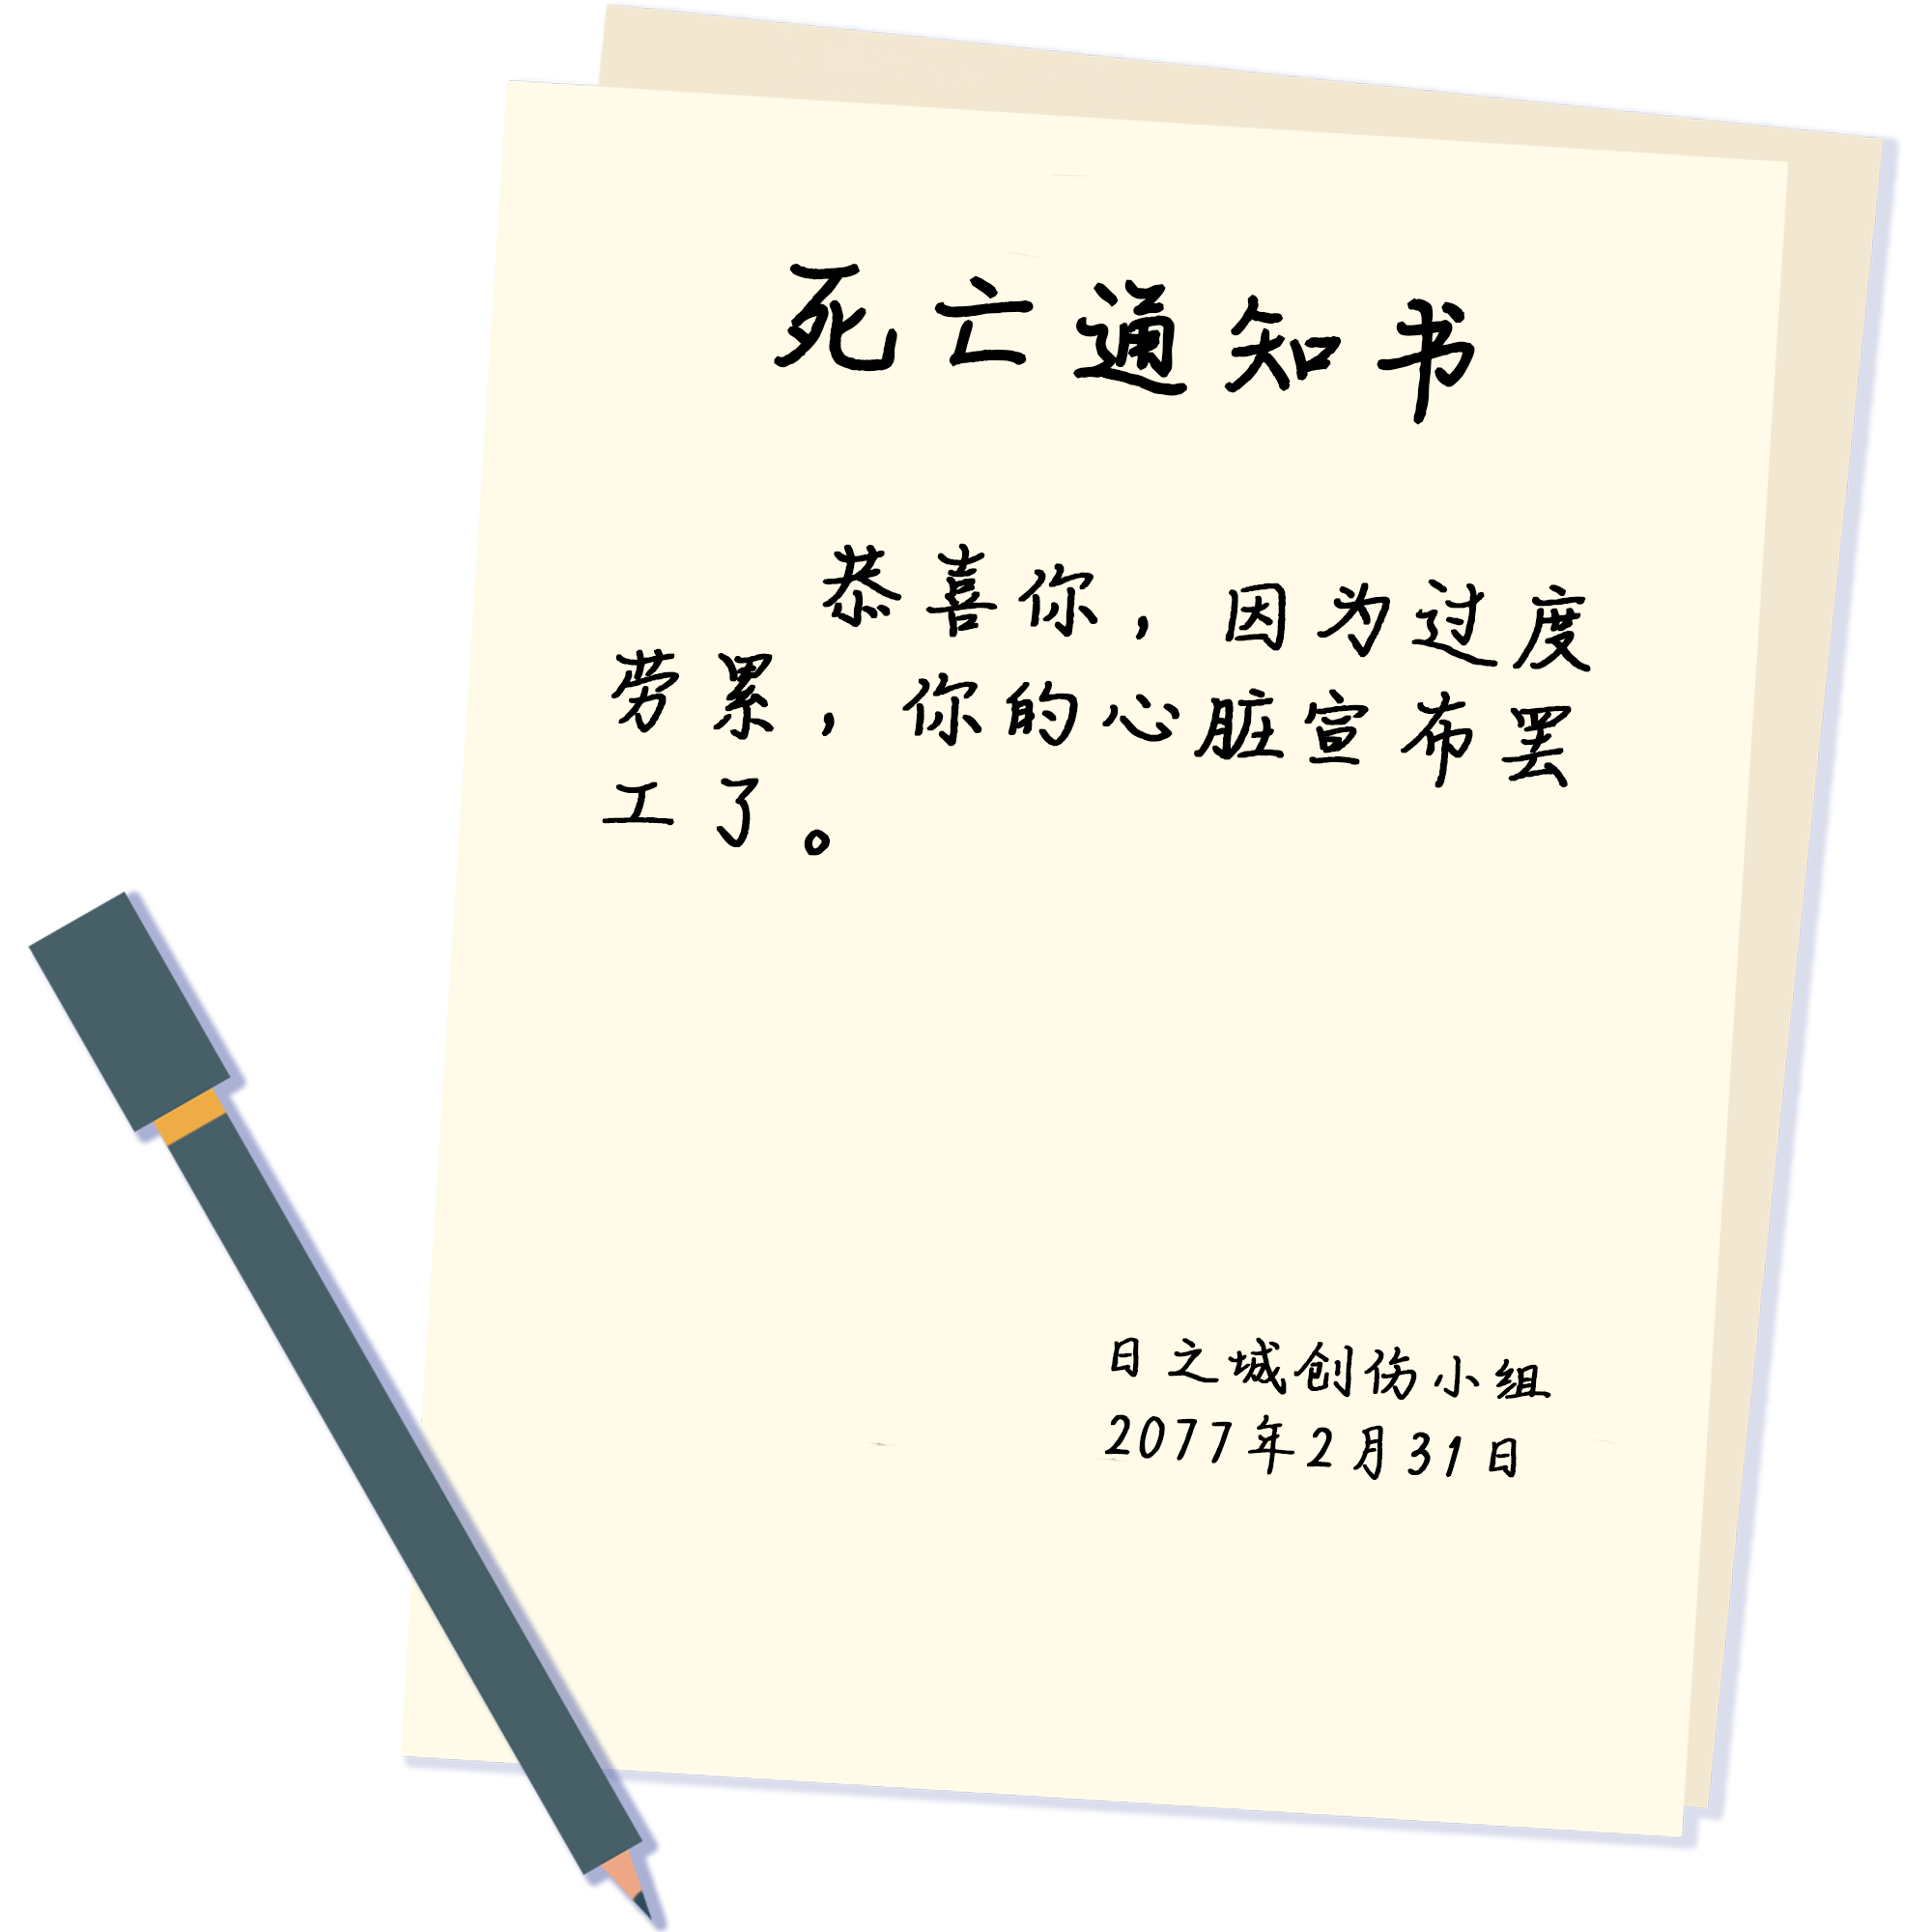 死亡通知书
恭喜你，因为过度
劳累，你的心脏宣布罢
工了。
日之城创伤小组
2077年2月31日